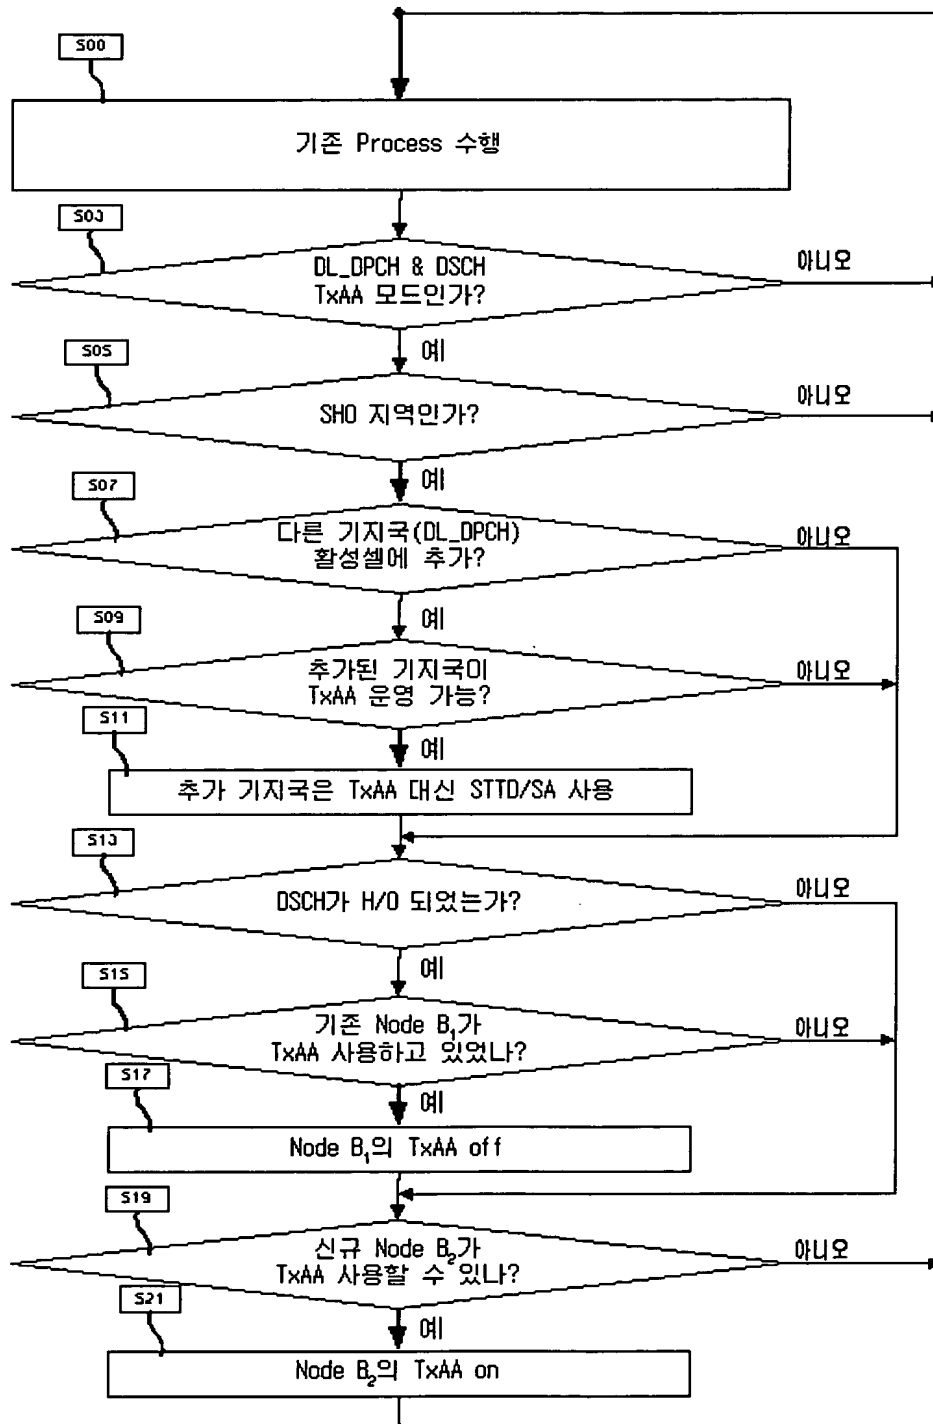 S00
기존 Process 수행
S03
DL_DPCH & DSCH
TxAA 모드인가?
아니오
예
S05
SHO 지역인가?
아니오
예
S07
다른 기지국(DL_DPCH)
활성셀에 추가?
아니오
예
S09
추가된 기지국이
TxAA 운영 가능?
아니오
예
S11
추가 기지국은 TxAA 대신 STTD/SA 사용
S13
DSCH가 H/O 되었는가?
아니오
예
S15
기존 Node B₁가
TxAA 사용하고 있었나?
아니오
예
S17
Node B₁의 TxAA off
S19
신규 Node B₂가
TxAA 사용할 수 있나?
아니오
예
S21
Node B₂의 TxAA on